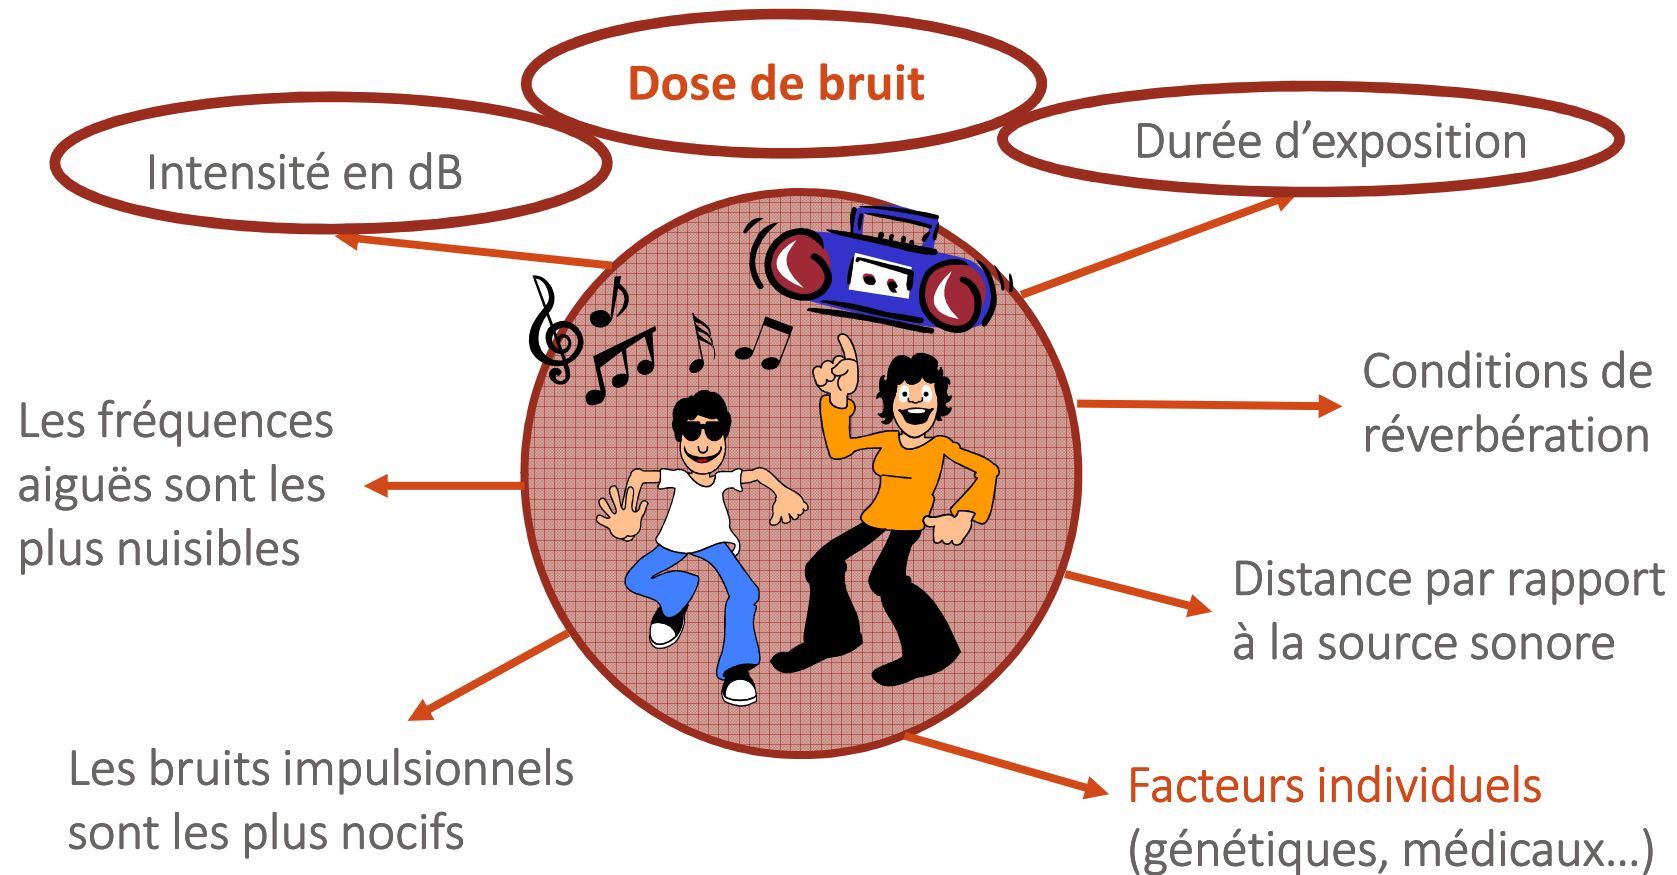 Dose de bruit
Intensité en dB
Durée d’exposition
Les fréquences
aiguës sont les
plus nuisibles
Conditions de
réverbération
Distance par rapport
à la source sonore
Les bruits impulsionnels
sont les plus nocifs
Facteurs individuels
(génétiques, médicaux...)